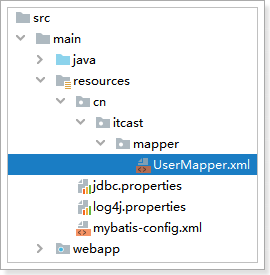 src
main
java
resources
cn
itcast
mapper
UserMapper.xml
jdbc.properties
log4j.properties
mybatis-config.xml
webapp